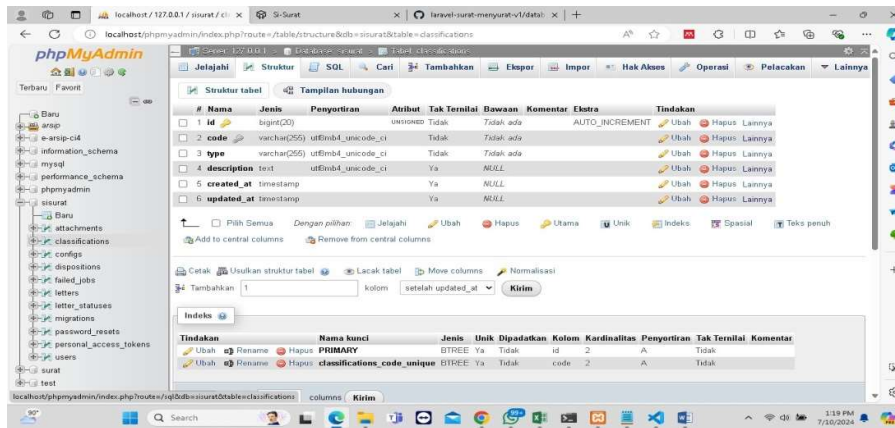 localhost / 127.0.0.1 / sisurat / cl
Si-Surat
laravel-surat-menyurat-v1/datab
localhost/phpmyadmin/index.php?route=/table/structure&db=sisurat&table=classifications
phpMyAdmin
Terbaru Favorit
Baru
arsip
e-arsip-ci4
information_schema
mysql
performance_schema
phpmyadmin
sisurat
Baru
attachments
classifications
configs
dispositions
failed_jobs
letters
letter_statuses
migrations
password_resets
personal_access_tokens
users
surat
test
Server: 127.0.0.1 » Database: sisurat » Tabel: classifications
Jelajahi Struktur SQL Cari Tambahkan Ekspor Impor Hak Akses Operasi Pelacakan Lainnya
Struktur tabel Tampilan hubungan
# Nama Jenis Penyortiran Atribut Tak Ternilai Bawaan Komentar Ekstra Tindakan
1 id bigint(20) UNSIGNED Tidak Tidak ada AUTO_INCREMENT Ubah Hapus Lainnya
2 code varchar(255) utf8mb4_unicode_ci Tidak Tidak ada Ubah Hapus Lainnya
3 type varchar(255) utf8mb4_unicode_ci Tidak Tidak ada Ubah Hapus Lainnya
4 description text utf8mb4_unicode_ci Ya NULL Ubah Hapus Lainnya
5 created_at timestamp Ya NULL Ubah Hapus Lainnya
6 updated_at timestamp Ya NULL Ubah Hapus Lainnya
Pilih Semua Dengan pilihan: Jelajahi Ubah Hapus Utama Unik Indeks Spasial Teks penuh
Add to central columns Remove from central columns
Cetak Usulkan struktur tabel Lacak tabel Move columns Normalisasi
Tambahkan 1 kolom setelah updated_at Kirim
Indeks
Tindakan Nama kunci Jenis Unik Dipadatkan Kolom Kardinalitas Penyortiran Tak Ternilai Komentar
Ubah Rename Hapus PRIMARY BTREE Ya Tidak id 2 A Tidak
Ubah Rename Hapus classifications_code_unique BTREE Ya Tidak code 2 A Tidak
localhost/phpmyadmin/index.php?route=/sql&db=sisurat&table=classifications
columns Kirim
90°
Search
99+
1:19 PM
7/10/2024